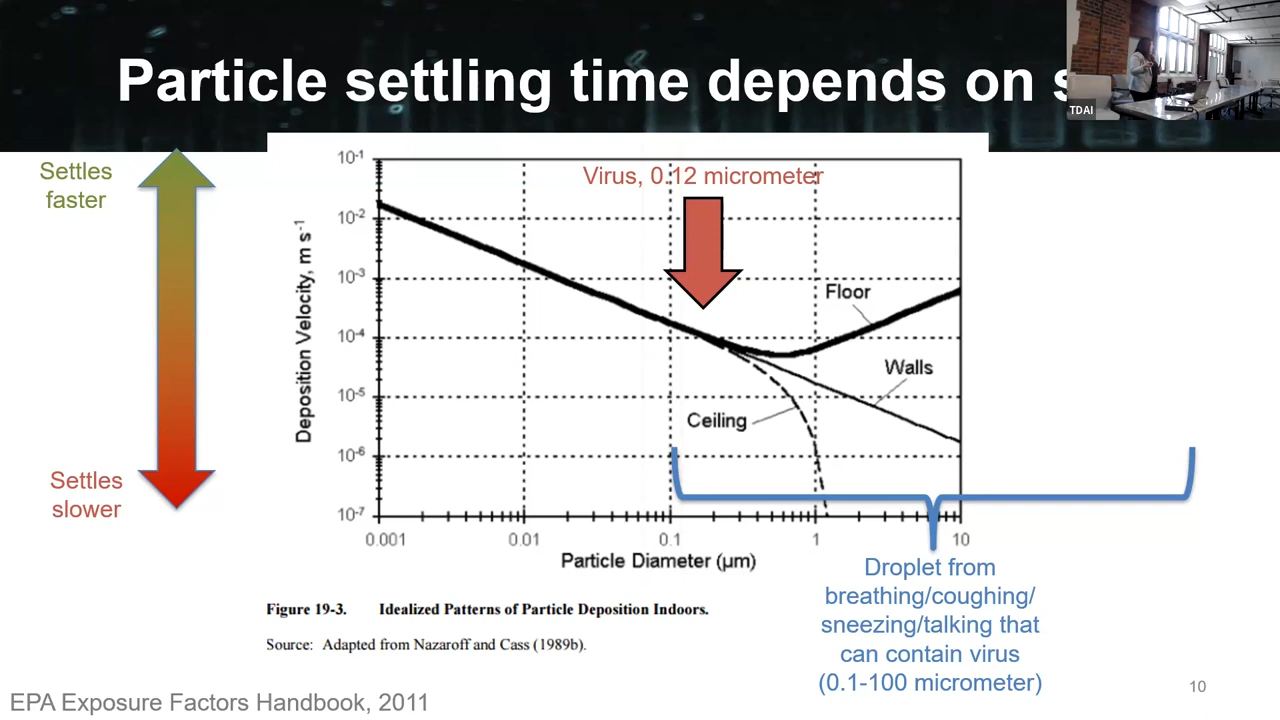 Particle settling time depends on
TDAI
Settles
faster
Settles
slower
Virus, 0.12 micrometer
Deposition Velocity, m s-1
10-1
10-2
10-3
10-4
10-5
10-6
10-7
Floor
Walls
Ceiling
0.001
0.01
0.1
1
10
Particle Diameter (µm)
Figure 19-3. Idealized Patterns of Particle Deposition Indoors.
Source: Adapted from Nazaroff and Cass (1989b).
Droplet from
breathing/coughing/
sneezing/talking that
can contain virus
(0.1-100 micrometer)
EPA Exposure Factors Handbook, 2011
10